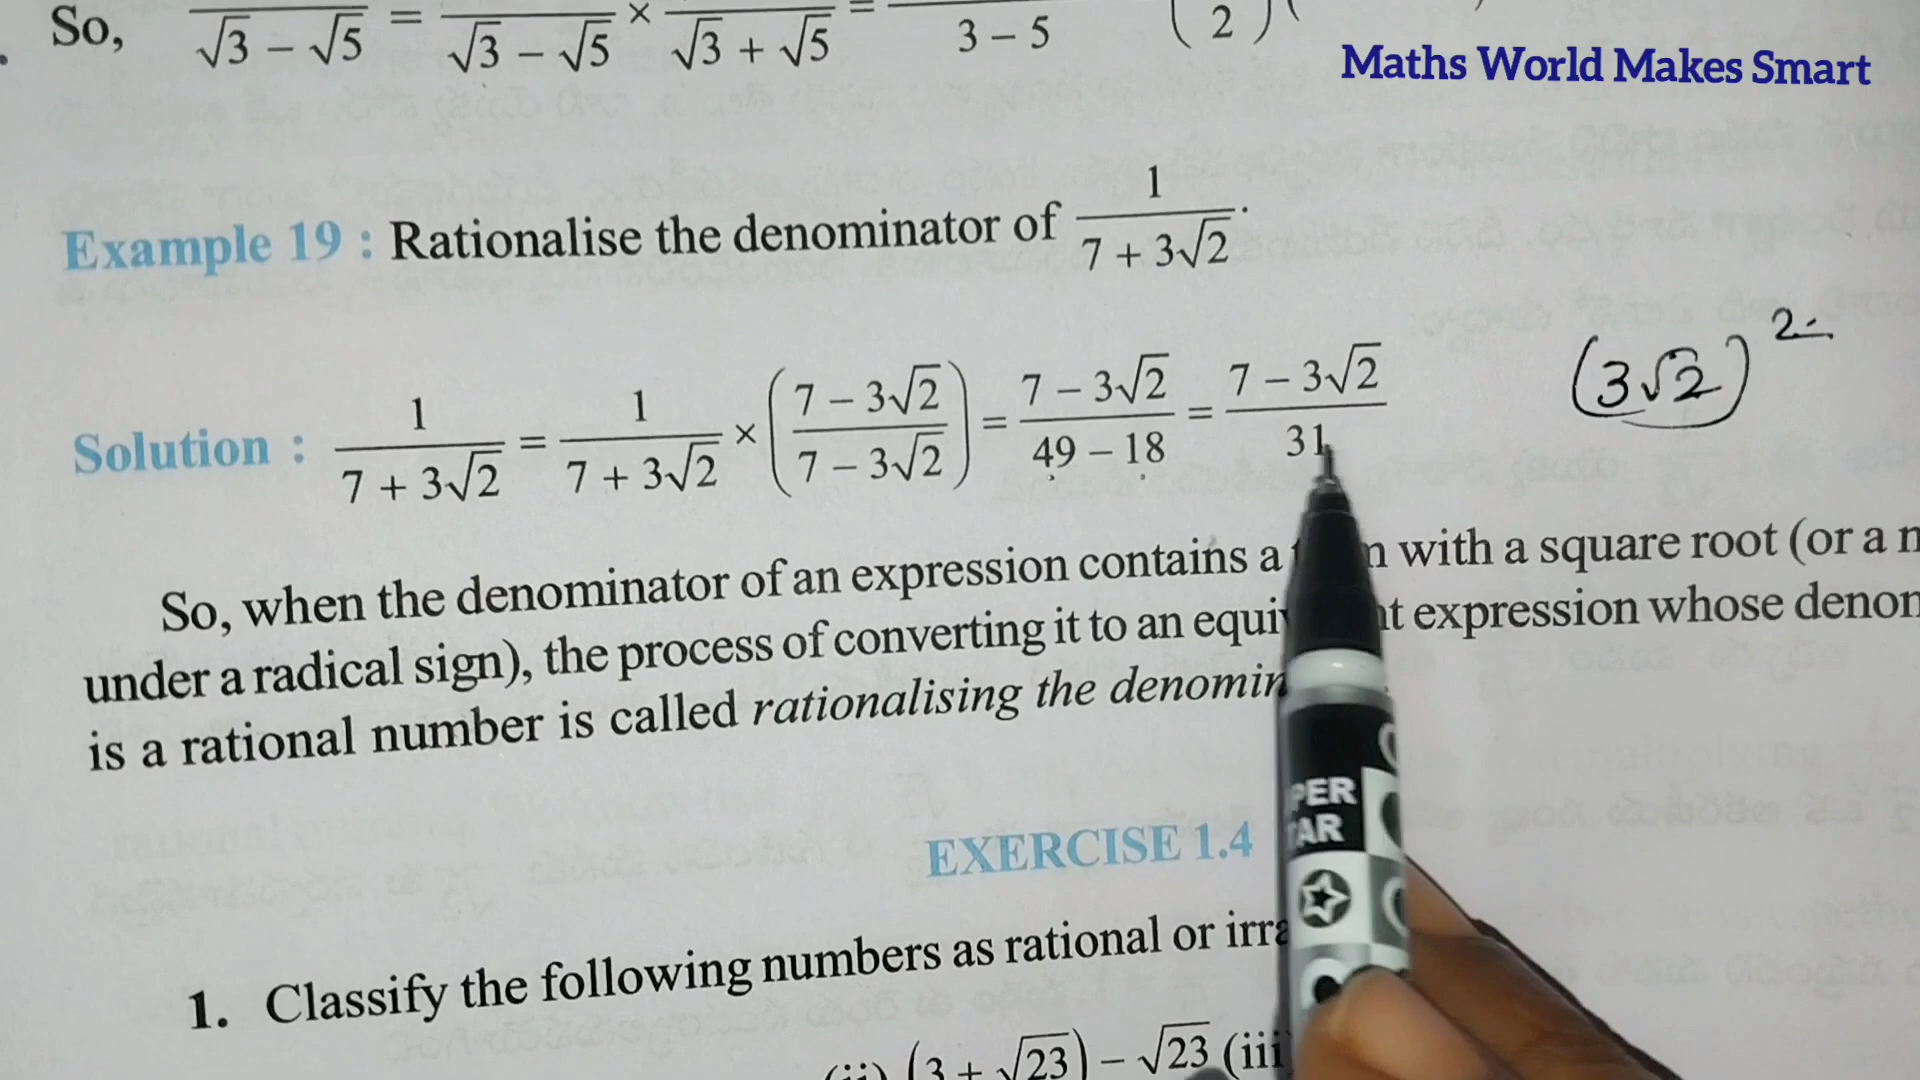 So, √3 – √5 = √3 – √5 × √3 + √5 = 3 – 5 ( 2 ) (
Maths World Makes Smart
Example 19 : Rationalise the denominator of 1/(7 + 3√2).
(3√2)²
Solution : 1/(7 + 3√2) = 1/(7 + 3√2) × ((7 – 3√2)/(7 – 3√2)) = (7 – 3√2)/(49 – 18) = (7 – 3√2)/31
So, when the denominator of an expression contains a with a square root (or a
under a radical sign), the process of converting it to an expression whose
is a rational number is called rationalising the
EXERCISE 1.4
1. Classify the following numbers as rational or
(ii) (3 + √23) – √23 (iii
PER
TAR